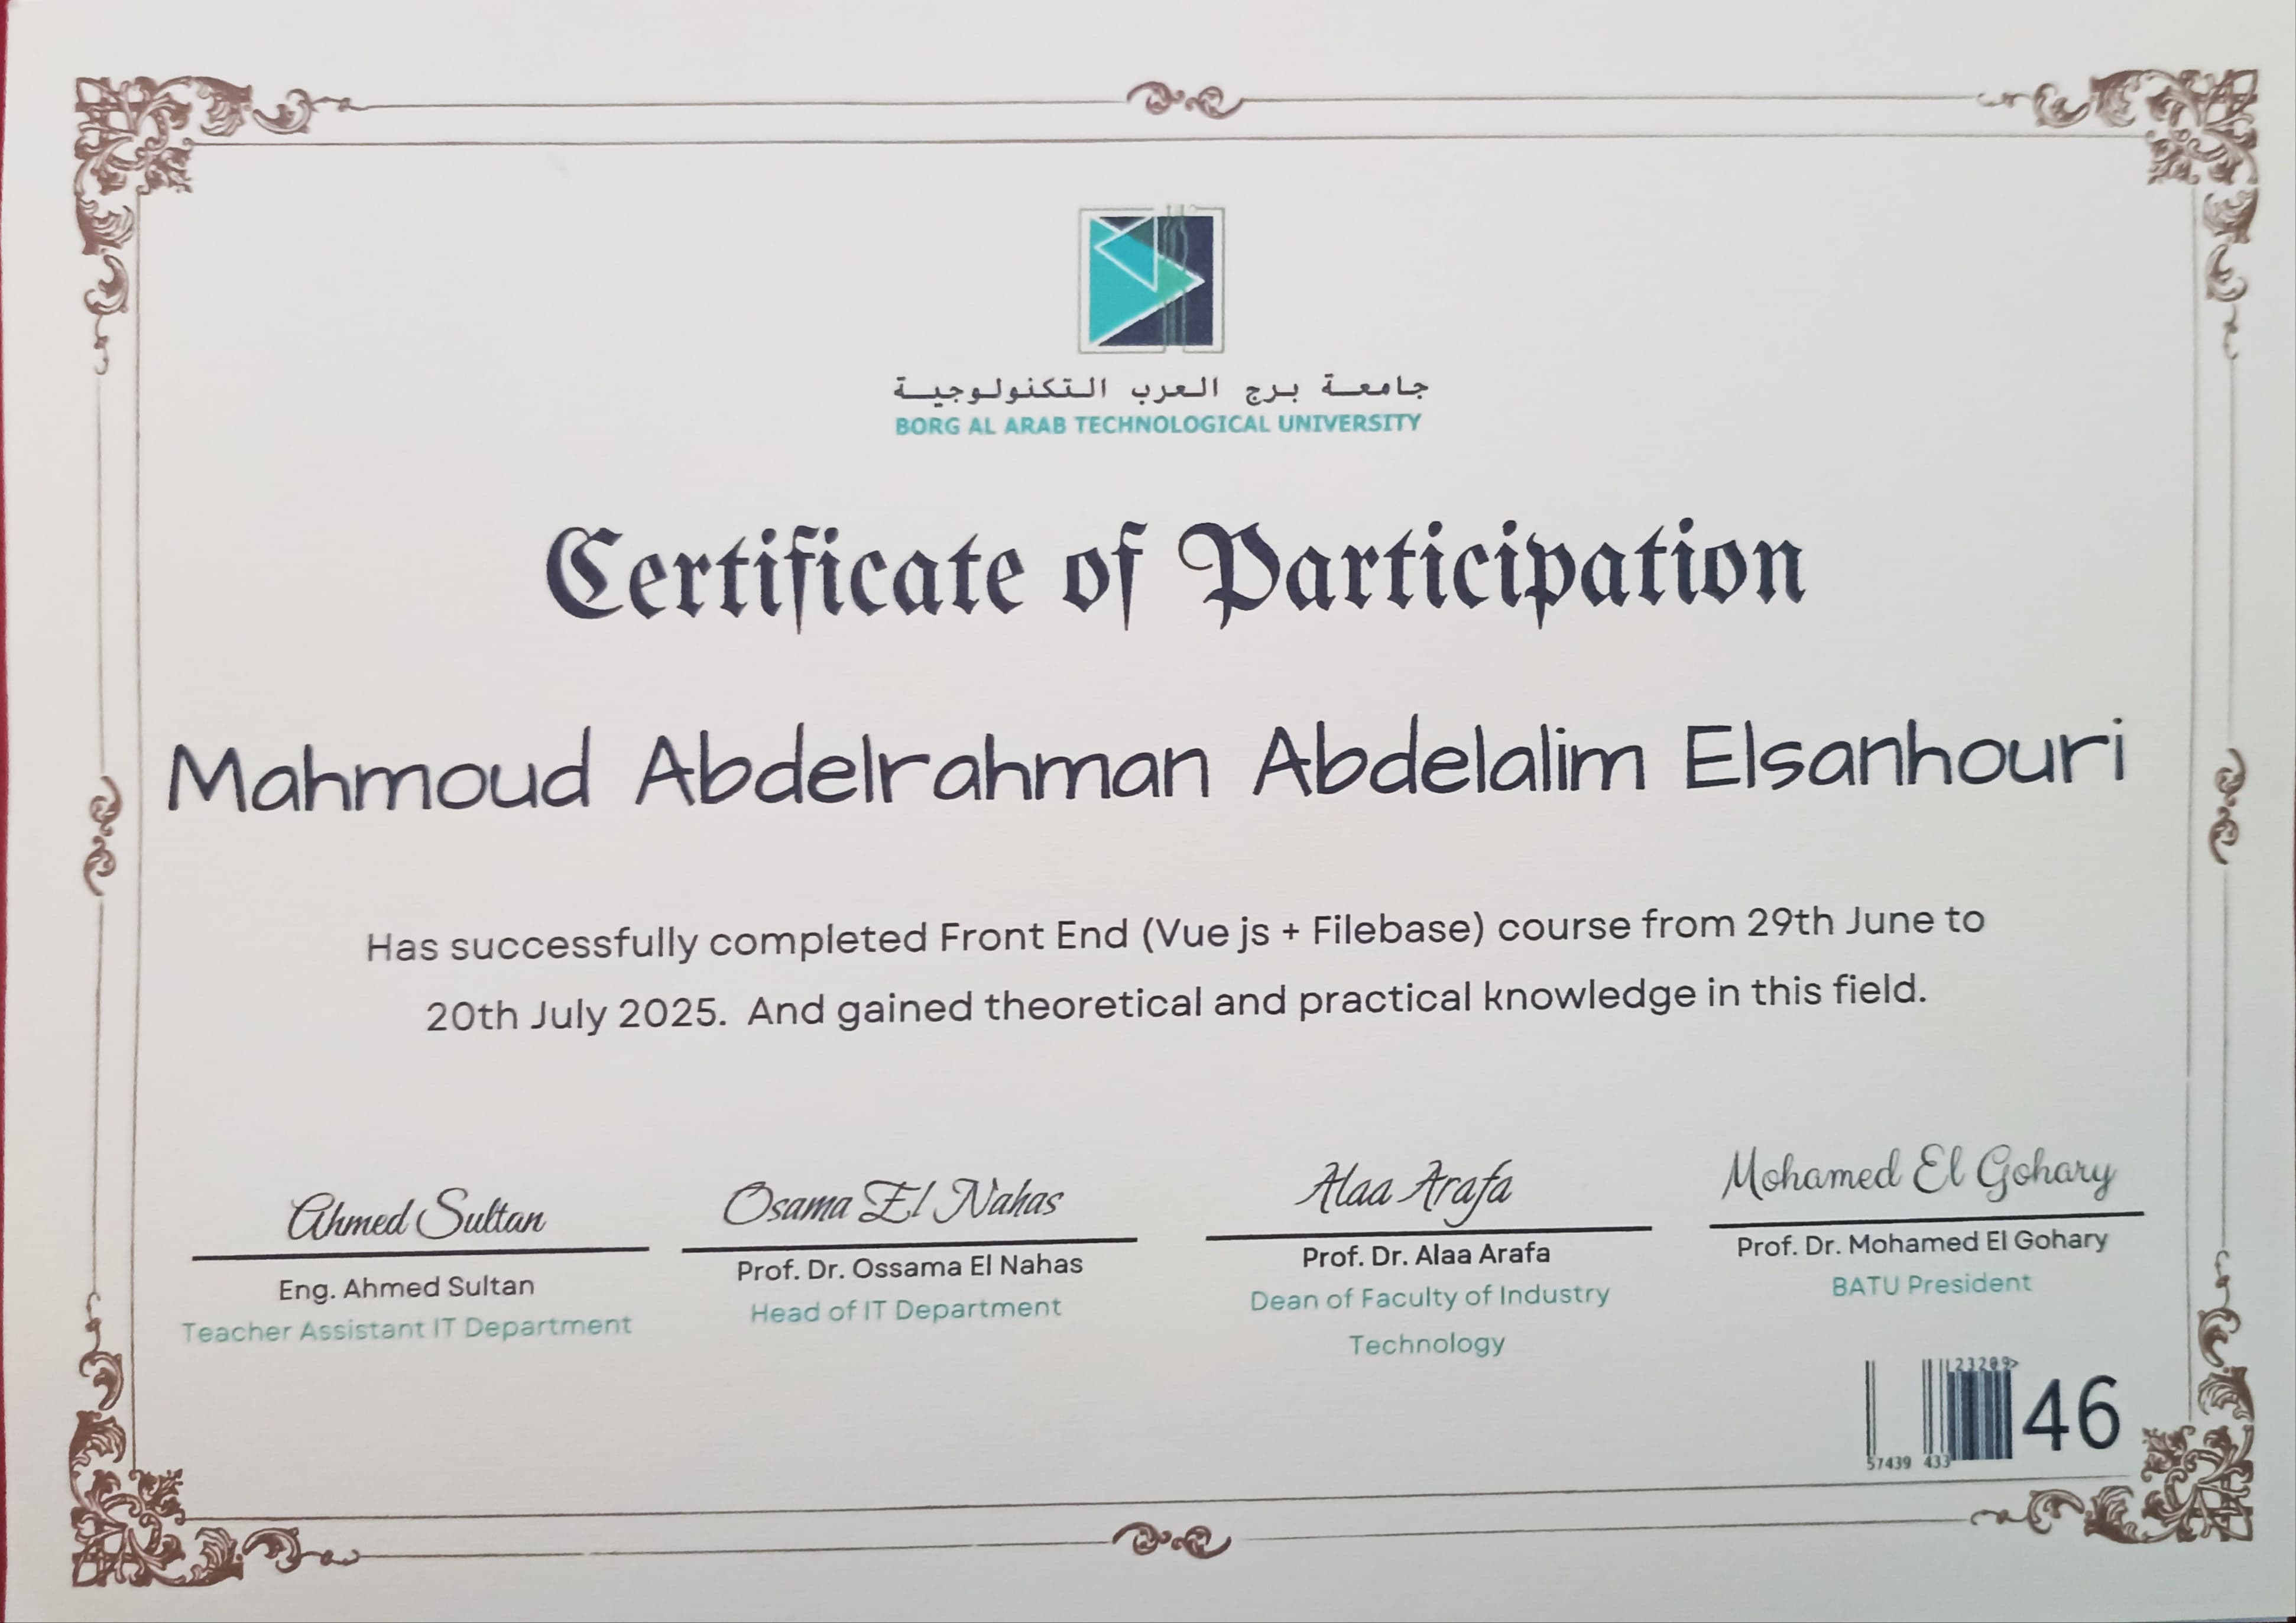 جامعة برج العرب التكنولوجية
BORG AL ARAB TECHNOLOGICAL UNIVERSITY
Certificate of Participation
Mahmoud Abdelrahman Abdelalim Elsanhouri
Has successfully completed Front End (Vue js + Filebase) course from 29th June to
20th July 2025. And gained theoretical and practical knowledge in this field.
Ahmed Sultan
Eng. Ahmed Sultan
Teacher Assistant IT Department
Osama El Nahas
Prof. Dr. Ossama El Nahas
Head of IT Department
Alaa Arafa
Prof. Dr. Alaa Arafa
Dean of Faculty of Industry
Technology
Mohamed El Gohary
Prof. Dr. Mohamed El Gohary
BATU President
46
57439 433